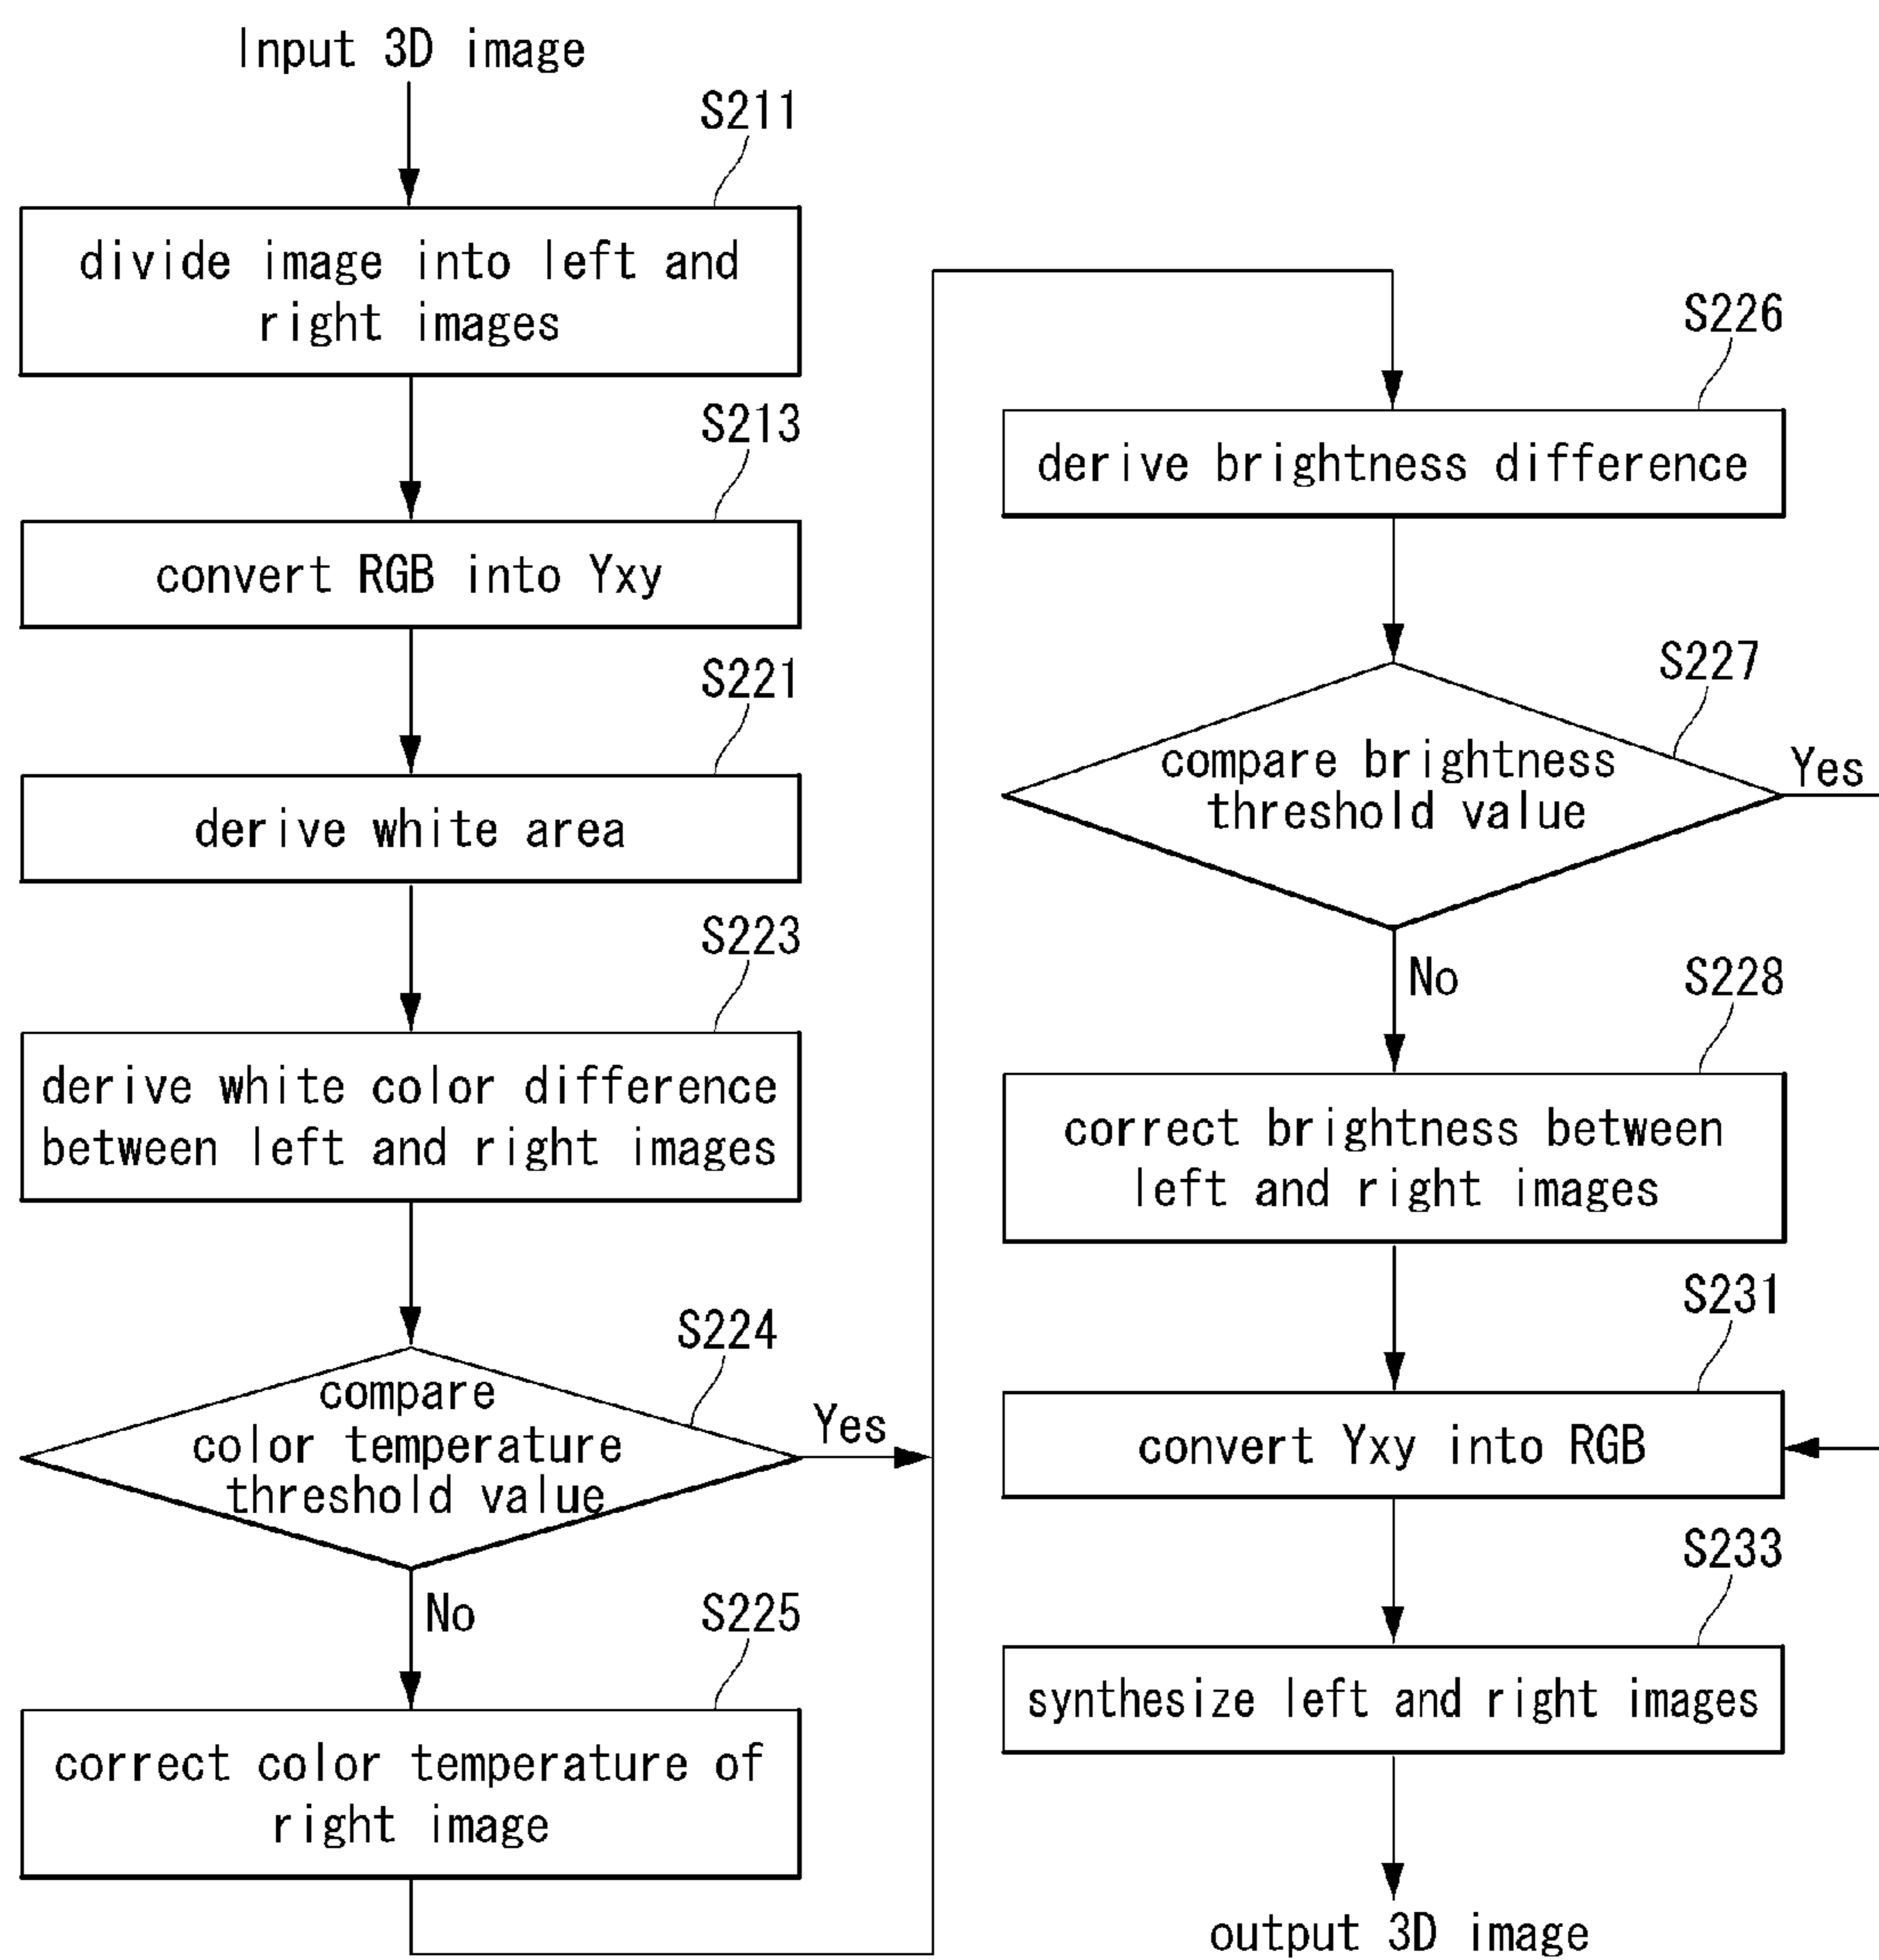 Input 3D image
S211
divide image into left and
right images
S213
convert RGB into Yxy
S221
derive white area
S223
derive white color difference
between left and right images
S224
compare
color temperature
threshold value
Yes
No
S225
correct color temperature of
right image
S226
derive brightness difference
S227
compare brightness
threshold value
Yes
No
S228
correct brightness between
left and right images
S231
convert Yxy into RGB
S233
synthesize left and right images
output 3D image